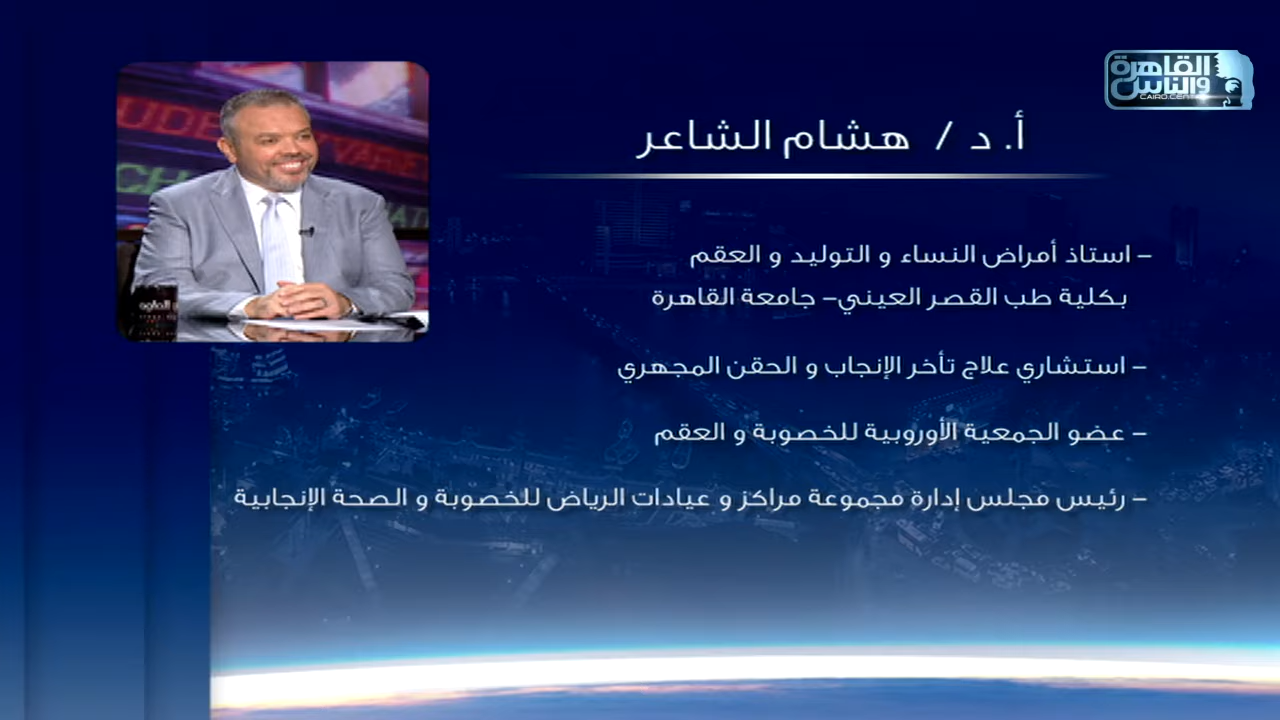 القاهرة
والناس
أ. د / هشام الشاعر
- استاذ أمراض النساء و التوليد و العقم
بكلية طب القصر العيني- جامعة القاهرة
- استشاري علاج تأخر الإنجاب و الحقن المجهري
- عضو الجمعية الأوروبية للخصوبة و العقم
- رئيس مجلس إدارة مجموعة مراكز و عيادات الرياض للخصوبة و الصحة الإنجابية